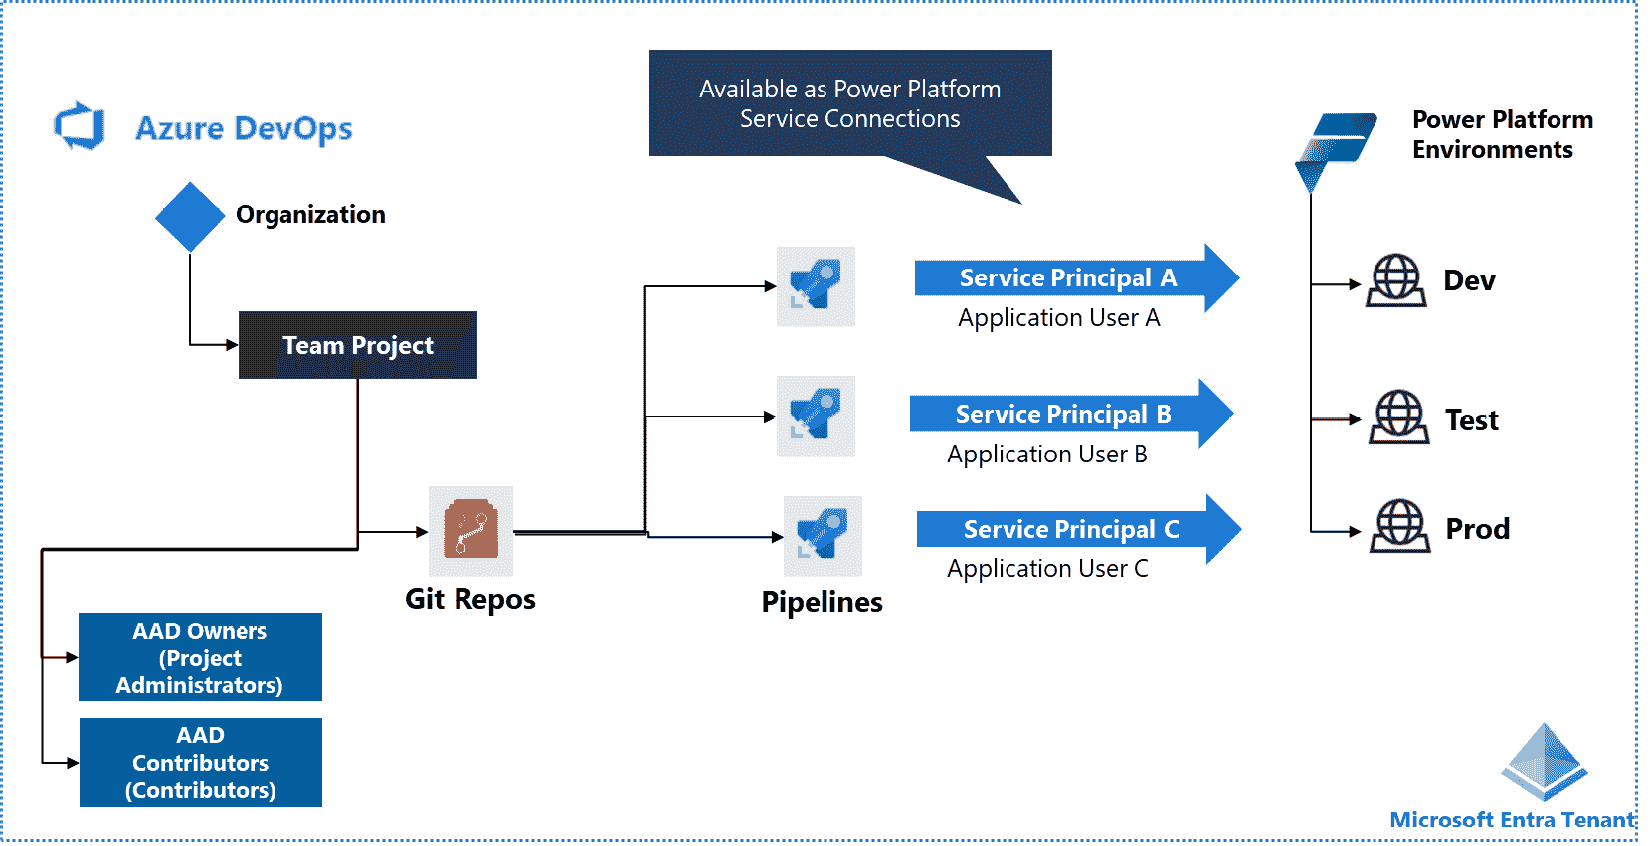 Available as Power Platform
Service Connections
Azure DevOps
Power Platform
Environments
Organization
Team Project
Service Principal A
Application User A
Dev
Service Principal B
Application User B
Test
Service Principal C
Application User C
Prod
Git Repos
Pipelines
AAD Owners
(Project
Administrators)
AAD
Contributors
(Contributors)
Microsoft Entra Tenant